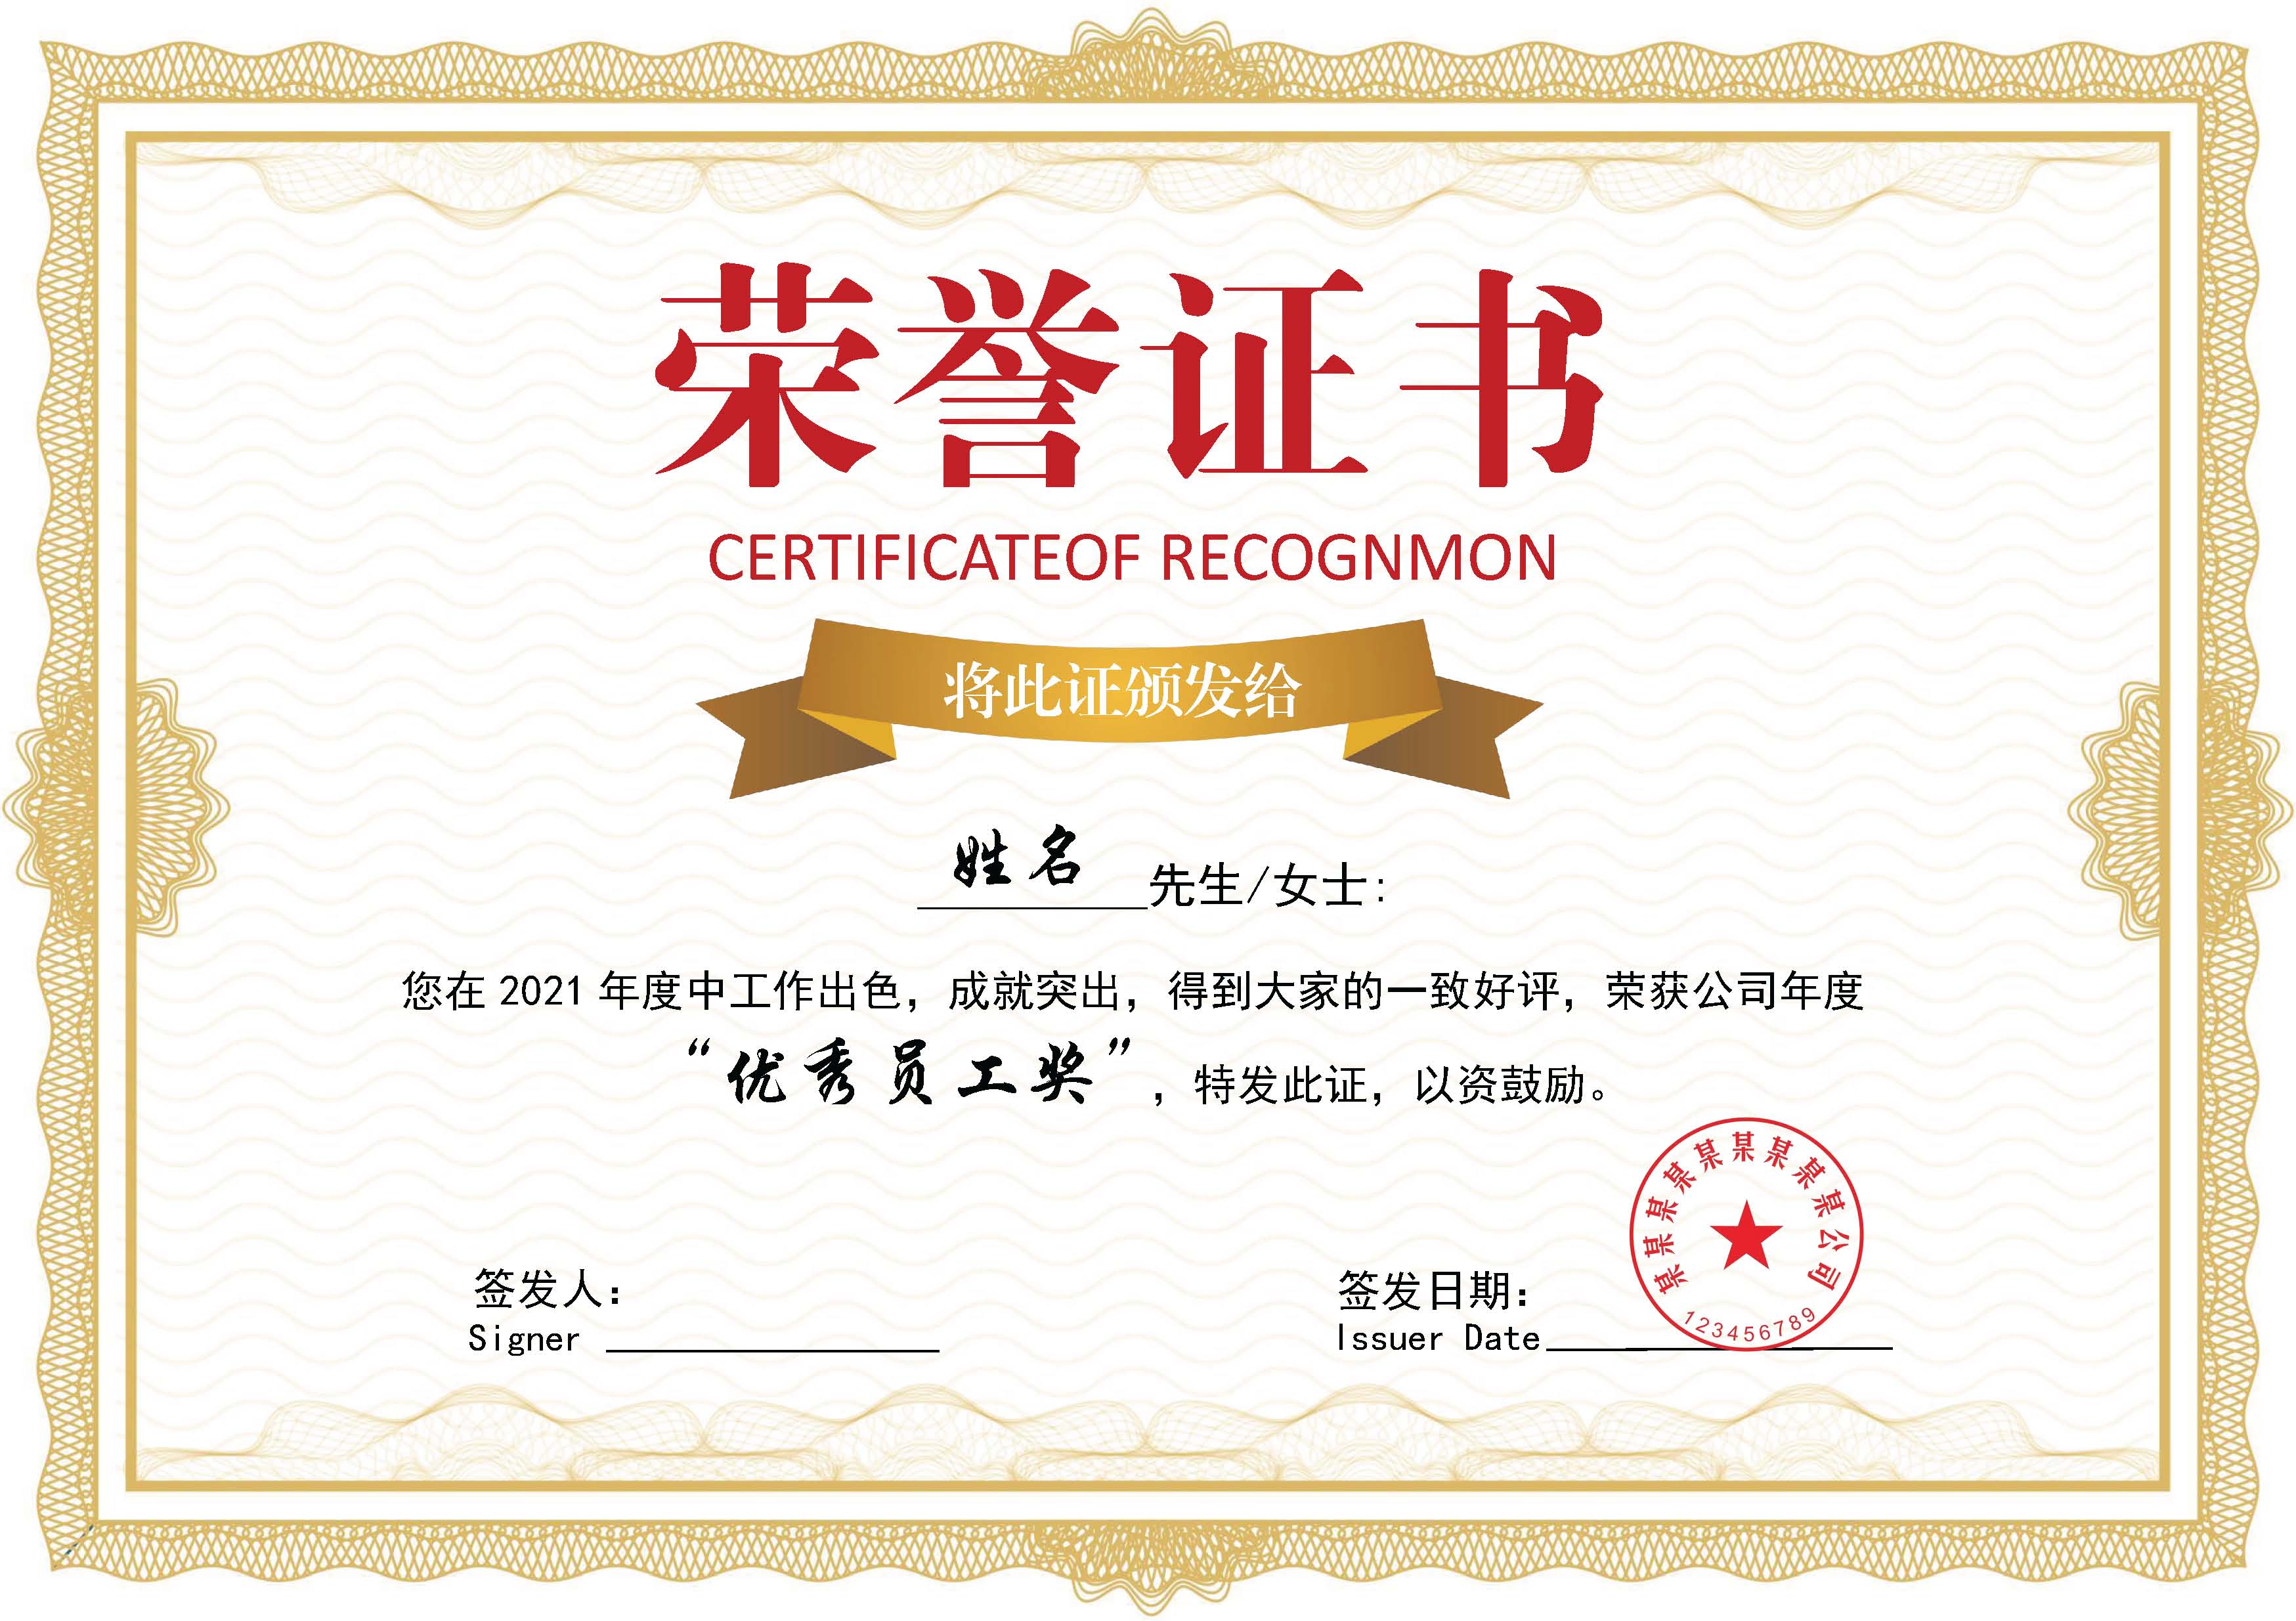 荣誉证书
CERTIFICATEOF RECOGNMON
将此证颁发给
姓名 先生/女士:
您在 2021 年度中工作出色，成就突出，得到大家的一致好评，荣获公司年度
“优秀员工奖”，特发此证，以资鼓励。
某某某某某某某某某公司
123456789
签发人：
Signer
签发日期：
Issuer Date